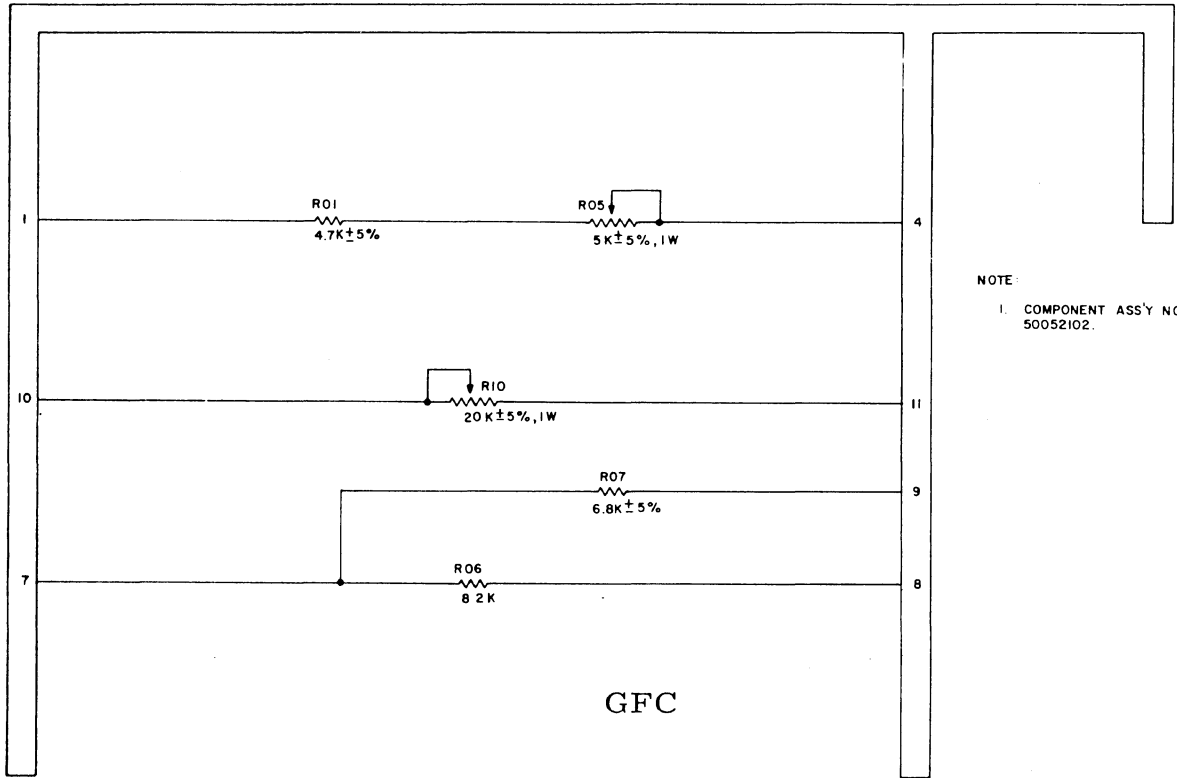 1
R01
4.7K±5%
R05
5K±5%, 1W
4
NOTE:
1. COMPONENT ASS'Y NO
50052102.
10
R10
20K±5%, 1W
11
R07
6.8K±5%
9
7
R06
8 2K
8
GFC